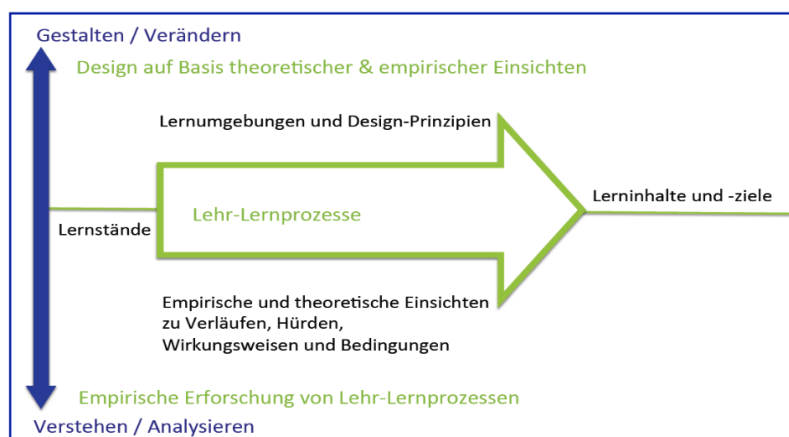 Gestalten / Verändern
Design auf Basis theoretischer & empirischer Einsichten
Lernumgebungen und Design-Prinzipien
Lerninhalte und -ziele
Lehr-Lernprozesse
Lernstände
Empirische und theoretische Einsichten
zu Verläufen, Hürden,
Wirkungsweisen und Bedingungen
Empirische Erforschung von Lehr-Lernprozessen
Verstehen / Analysieren